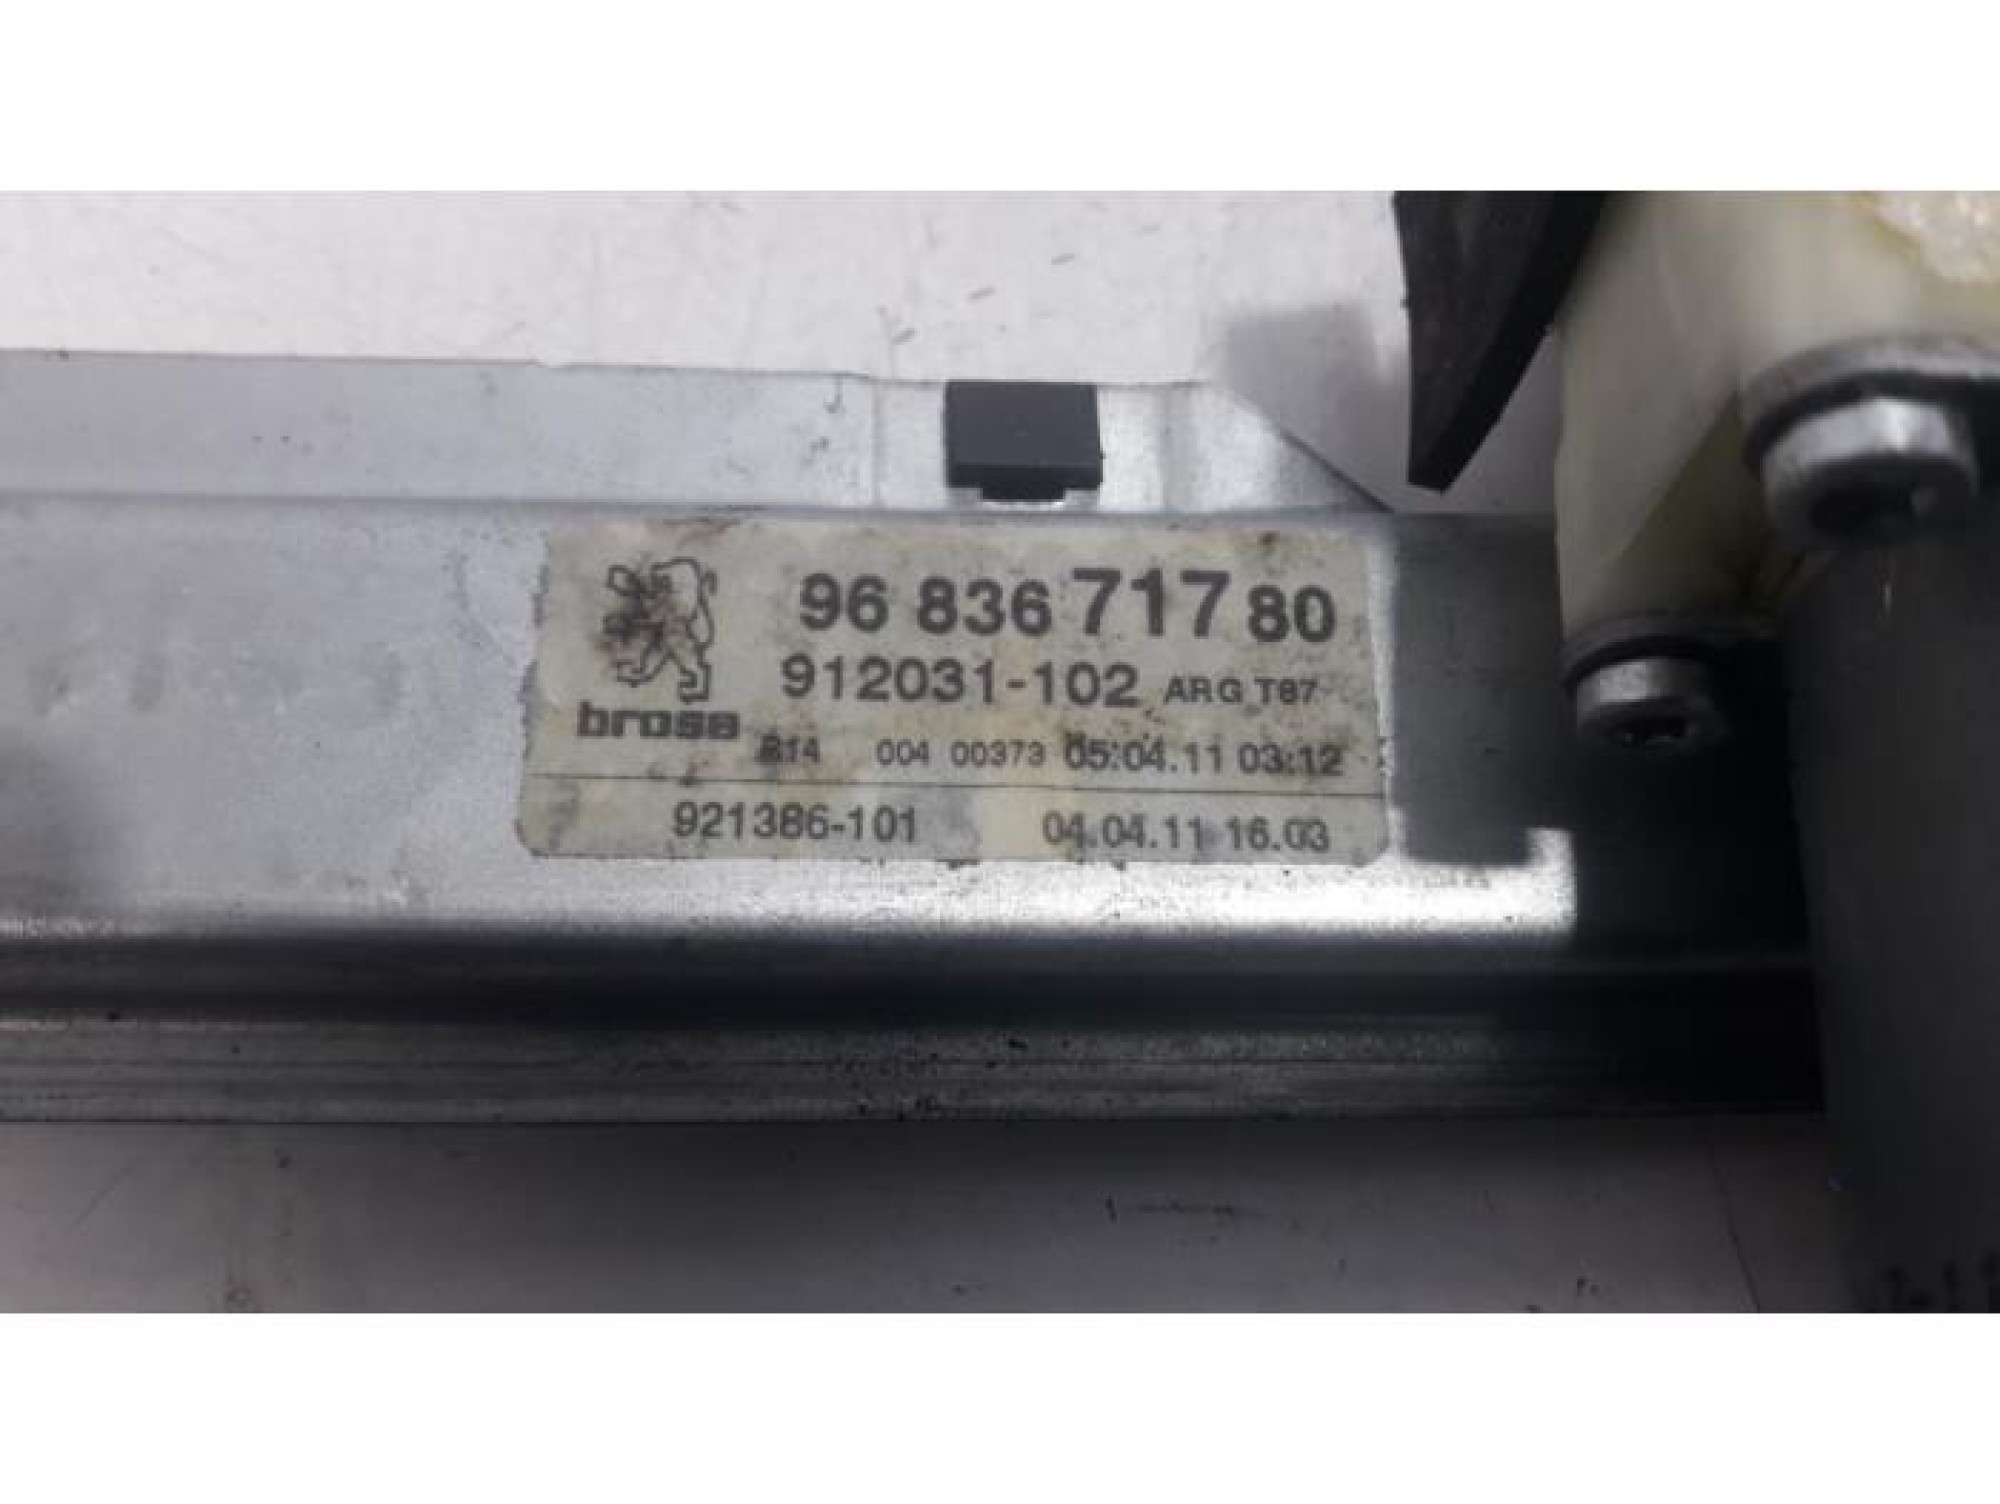 96 836 717 80
912031-102 ARG T87
brose
814 004 00373 05.04.11 03:12
921386-101 04.04.11 16.03